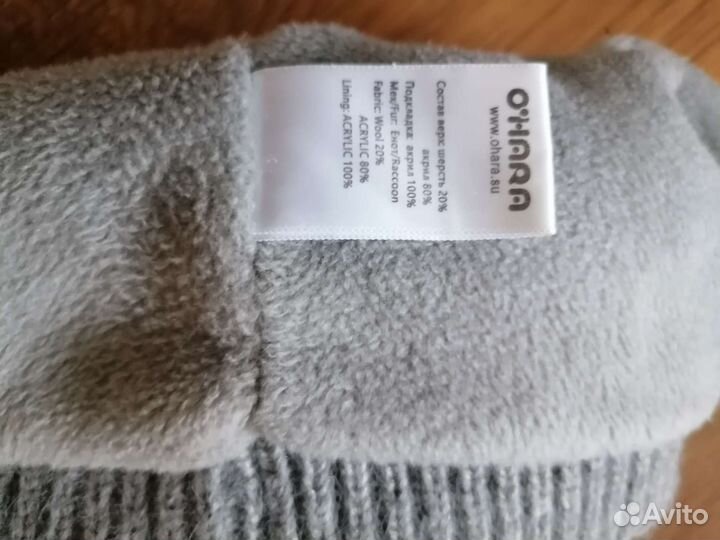 O'HARA
www.ohara.su
Состав верх: шерсть 20%
акрил 80%
Подкладка: акрил 100%
Мех/Fur: Енот/Raccoon
Fabric: Wool 20%
ACRYLIC 80%
Lining: ACRYLIC 100%
Avito